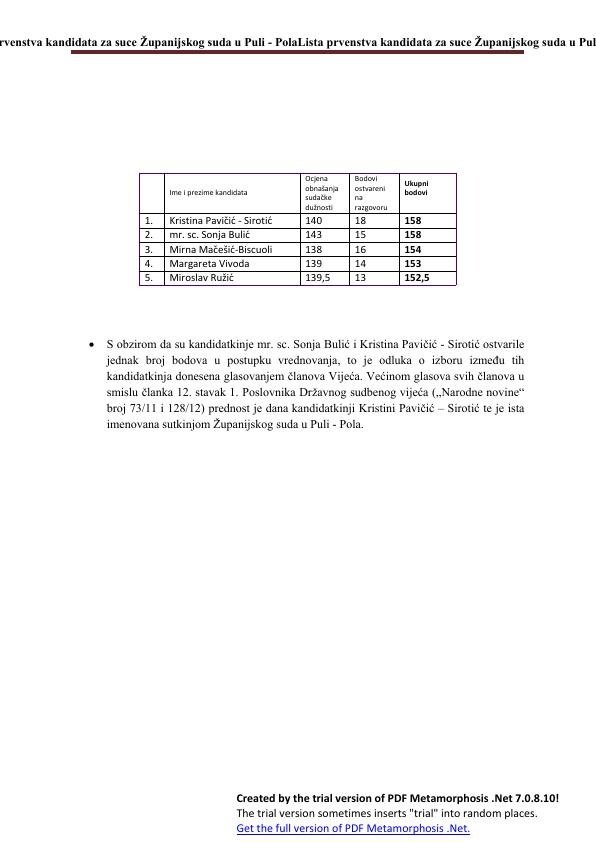 rvenstva kandidata za suce Županijskog suda u Puli - PolaLista prvenstva kandidata za suce Županijskog suda u Pul
Ime i prezime kandidata Ocjena obnašanja sudačke dužnosti Bodovi ostvareni na razgovoru Ukupni bodovi
1. Kristina Pavičić - Sirotić 140 18 158
2. mr. sc. Sonja Bulić 143 15 158
3. Mirna Mačešić-Biscuoli 138 16 154
4. Margareta Vivoda 139 14 153
5. Miroslav Ružić 139,5 13 152,5
• S obzirom da su kandidatkinje mr. sc. Sonja Bulić i Kristina Pavičić - Sirotić ostvarile
jednak broj bodova u postupku vrednovanja, to je odluka o izboru između tih
kandidatkinja donesena glasovanjem članova Vijeća. Većinom glasova svih članova u
smislu članka 12. stavak 1. Poslovnika Državnog sudbenog vijeća („Narodne novine“
broj 73/11 i 128/12) prednost je dana kandidatkinji Kristini Pavičić – Sirotić te je ista
imenovana sutkinjom Županijskog suda u Puli - Pola.
Created by the trial version of PDF Metamorphosis .Net 7.0.8.10!
The trial version sometimes inserts "trial" into random places.
Get the full version of PDF Metamorphosis .Net.